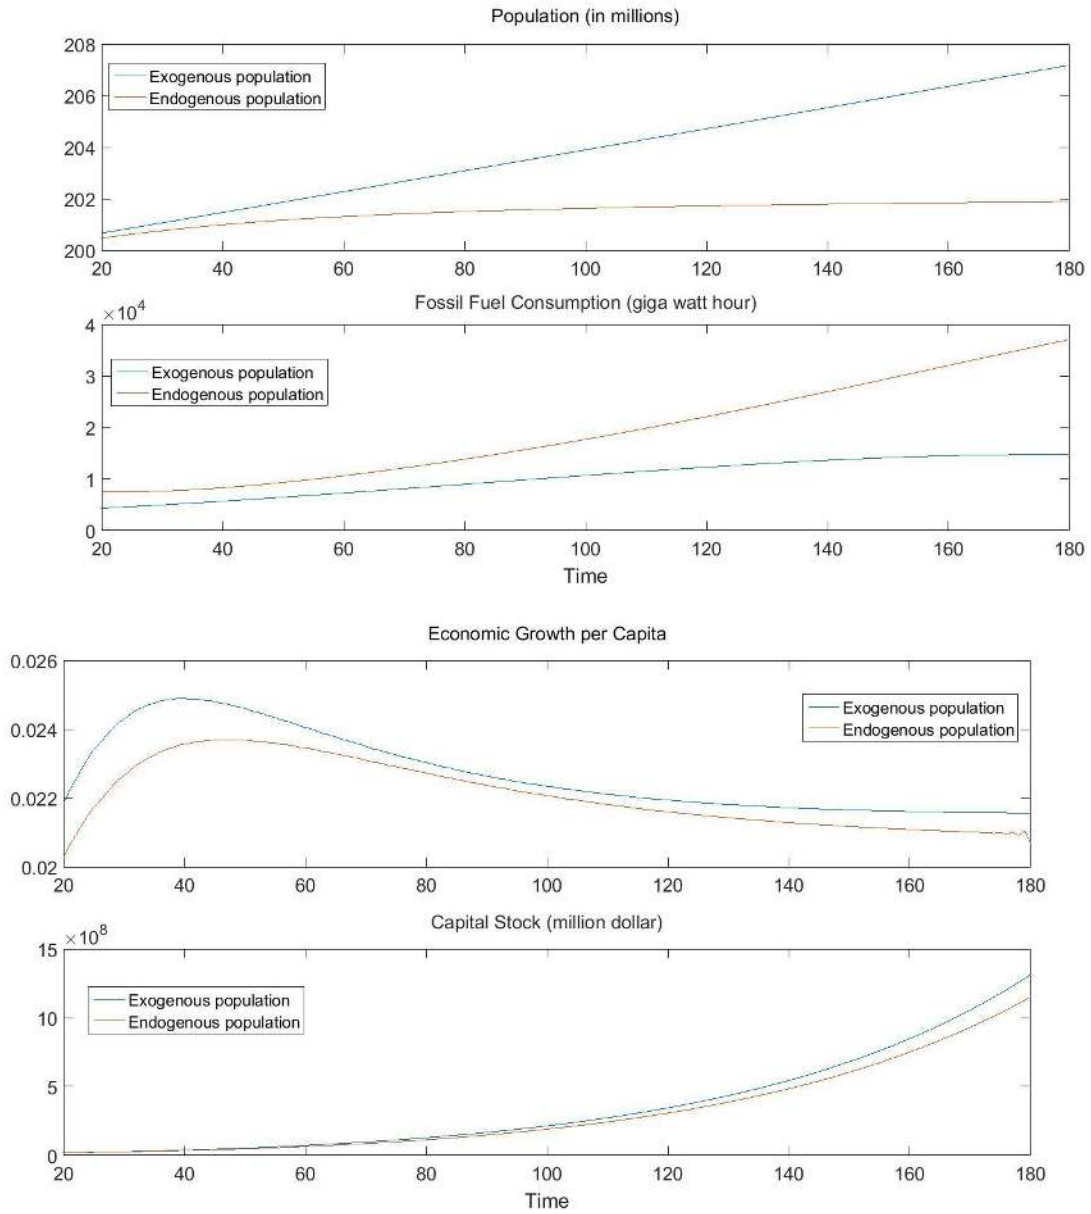 Population (in millions)
208
206
204
202
200
Exogenous population
Endogenous population
20 40 60 80 100 120 140 160 180
Fossil Fuel Consumption (giga watt hour)
×10^4
4
3
2
1
0
Exogenous population
Endogenous population
20 40 60 80 100 120 140 160 180
Time
Economic Growth per Capita
0.026
0.024
0.022
0.02
Exogenous population
Endogenous population
20 40 60 80 100 120 140 160 180
Capital Stock (million dollar)
×10^8
15
10
5
0
Exogenous population
Endogenous population
20 40 60 80 100 120 140 160 180
Time